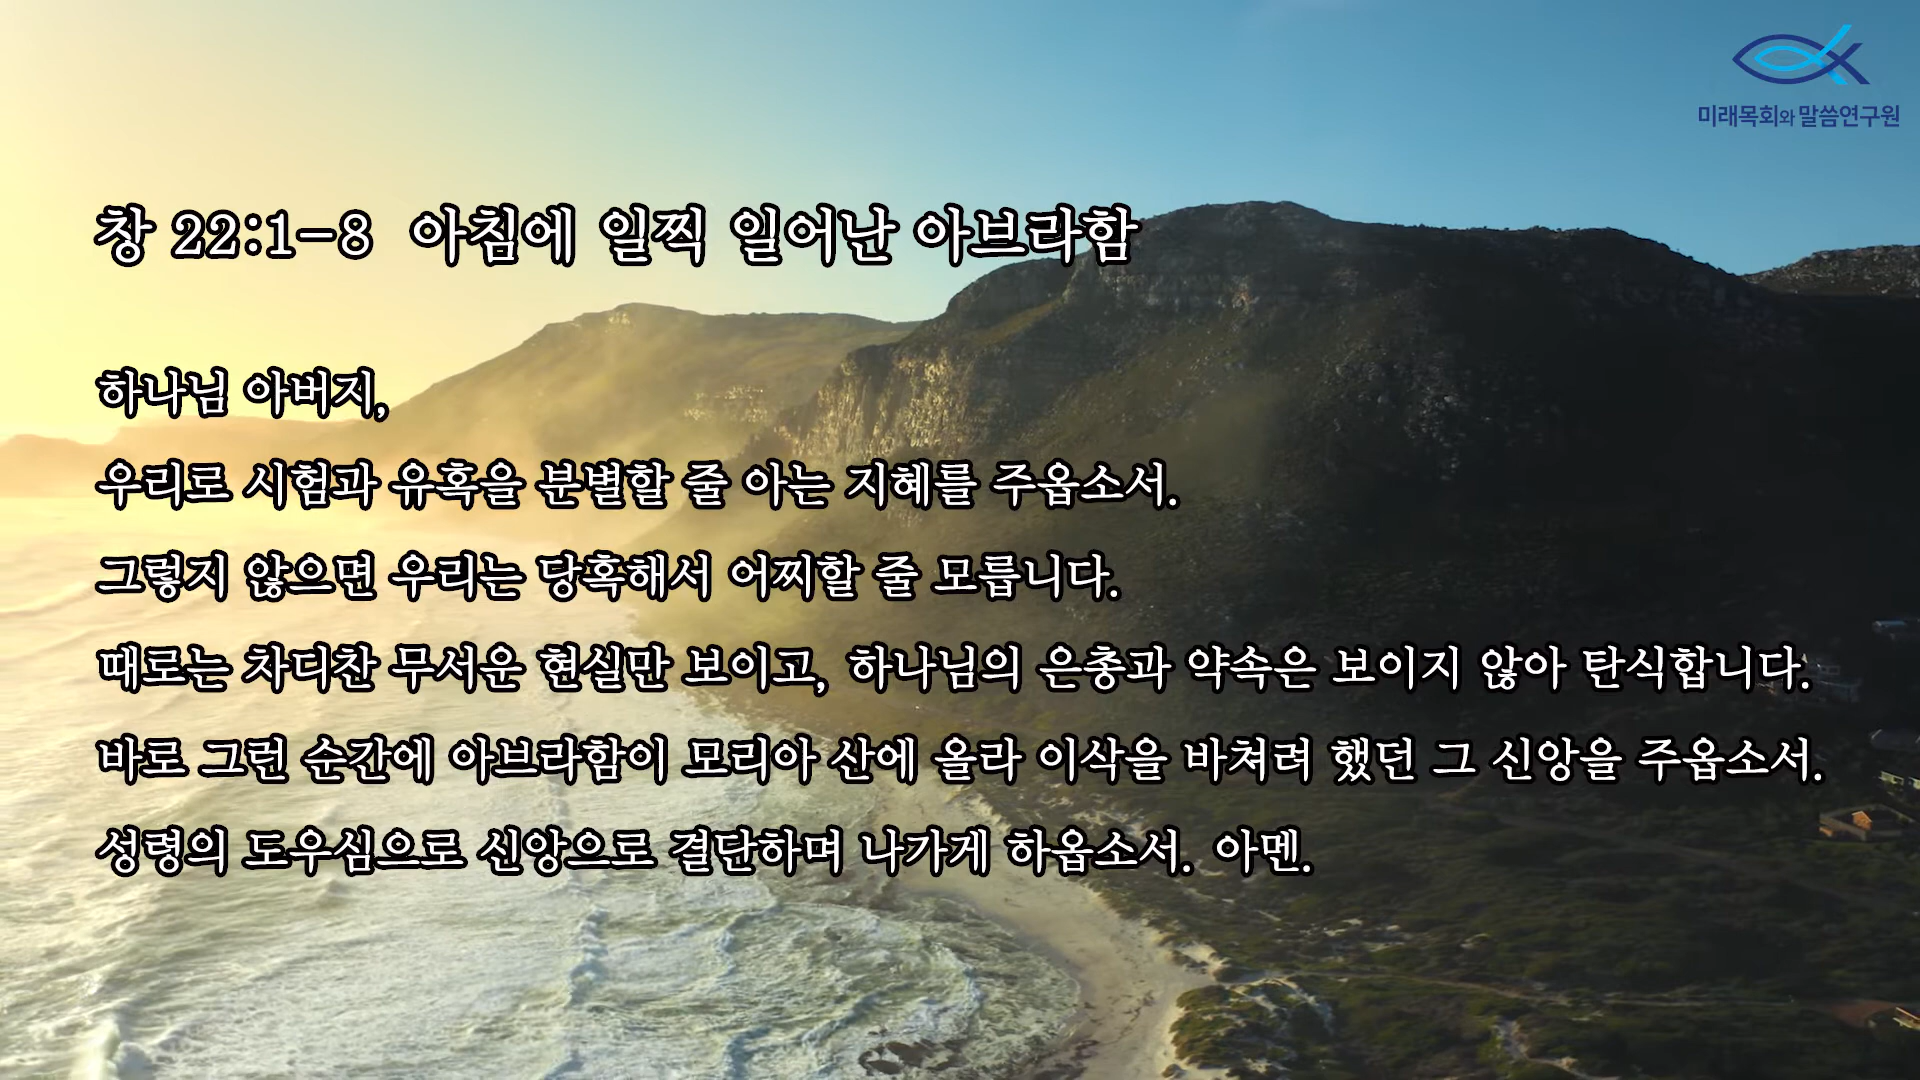 미래목회와 말씀연구원
창 22:1-8 아침에 일찍 일어난 아브라함
하나님 아버지,
우리로 시험과 유혹을 분별할 줄 아는 지혜를 주옵소서.
그렇지 않으면 우리는 당혹해서 어찌할 줄 모릅니다.
때로는 차디찬 무서운 현실만 보이고, 하나님의 은총과 약속은 보이지 않아 탄식합니다.
바로 그런 순간에 아브라함이 모리아 산에 올라 이삭을 바쳐려 했던 그 신앙을 주옵소서.
성령의 도우심으로 신앙으로 결단하며 나가게 하옵소서. 아멘.